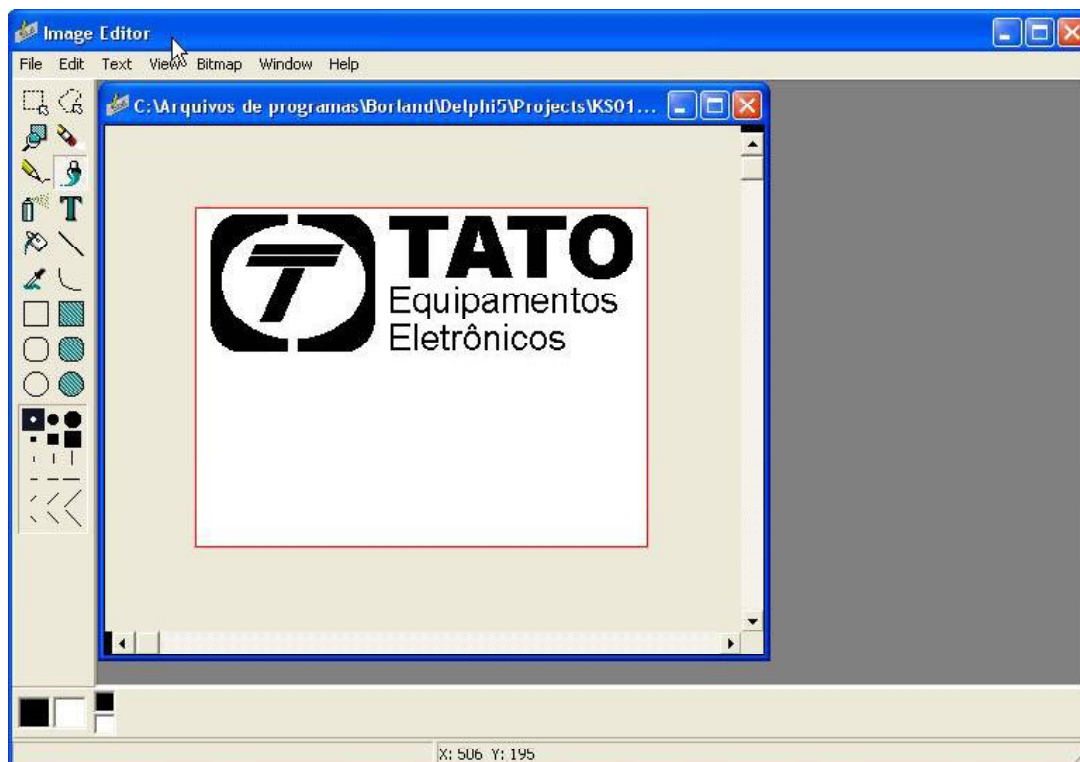 Image Editor
File Edit Text View Bitmap Window Help
C:\Arquivos de programas\Borland\Delphi5\Projects\KS01...
T
TATO
Equipamentos
Eletrônicos
T
X: 506 Y: 195